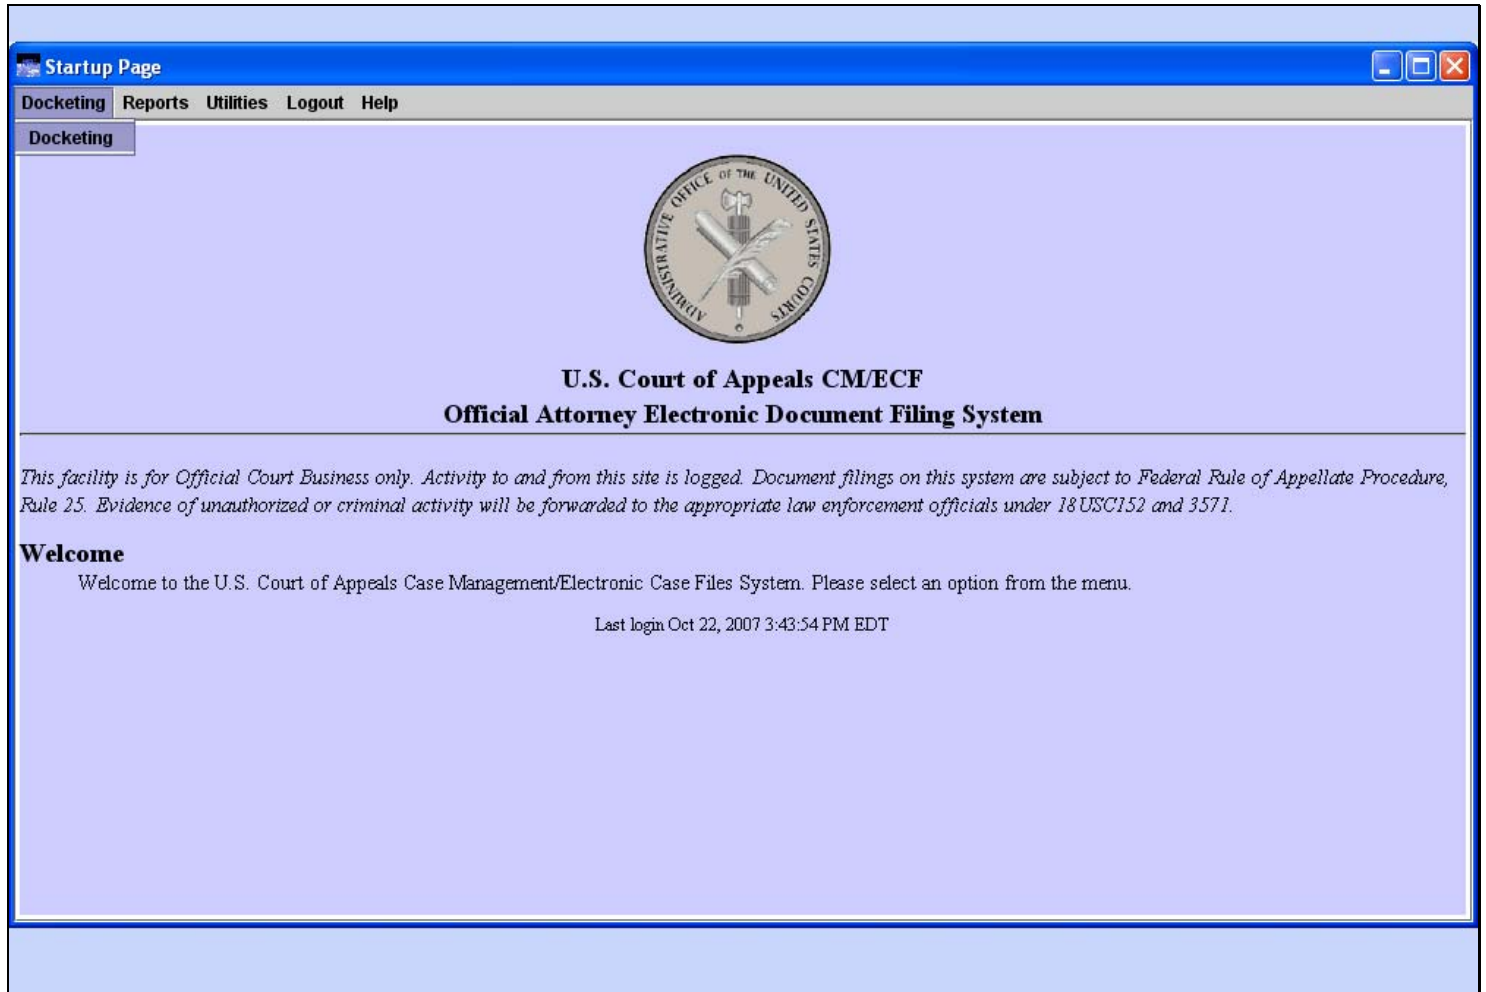 Startup Page
Docketing Reports Utilities Logout Help
Docketing
ADMINISTRATIVE OFFICE OF THE UNITED STATES COURTS
U.S. Court of Appeals CM/ECF
Official Attorney Electronic Document Filing System
This facility is for Official Court Business only. Activity to and from this site is logged. Document filings on this system are subject to Federal Rule of Appellate Procedure,
Rule 25. Evidence of unauthorized or criminal activity will be forwarded to the appropriate law enforcement officials under 18USC152 and 3571.
Welcome
Welcome to the U.S. Court of Appeals Case Management/Electronic Case Files System. Please select an option from the menu.
Last login Oct 22, 2007 3:43:54 PM EDT